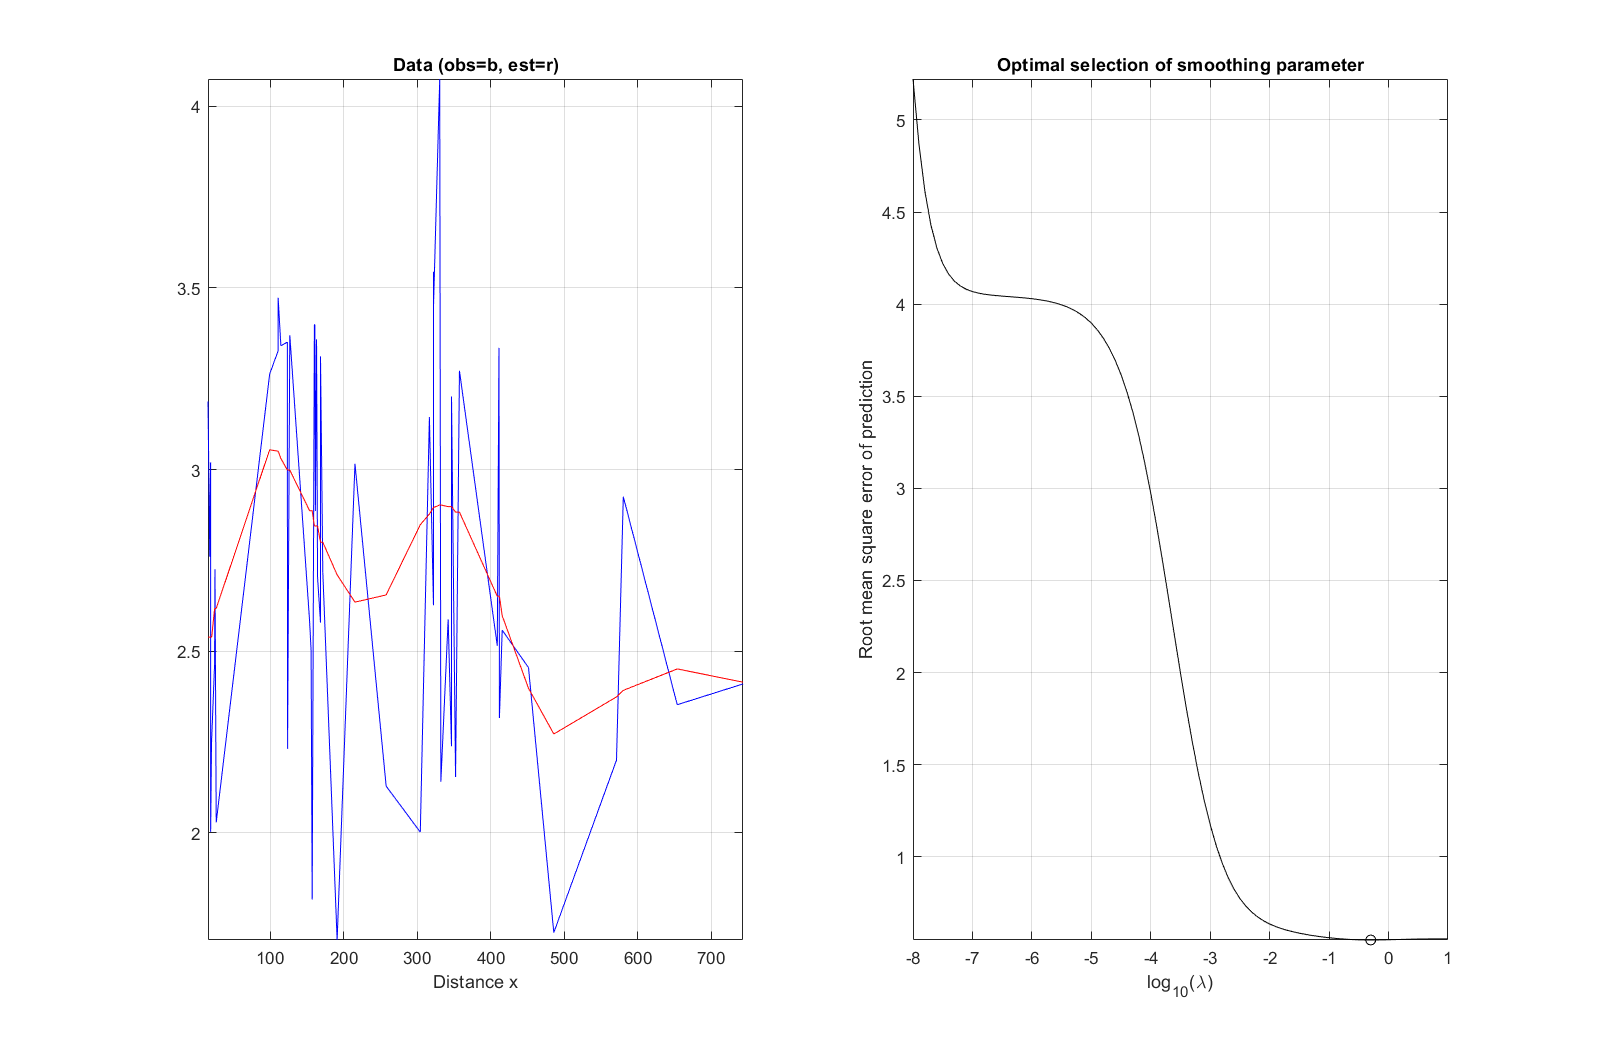 Data (obs=b, est=r)
4
3.5
3
2.5
2
100 200 300 400 500 600 700
Distance x
Optimal selection of smoothing parameter
Root mean square error of prediction
5
4.5
4
3.5
3
2.5
2
1.5
1
-8 -7 -6 -5 -4 -3 -2 -1 0 1
log10(λ)